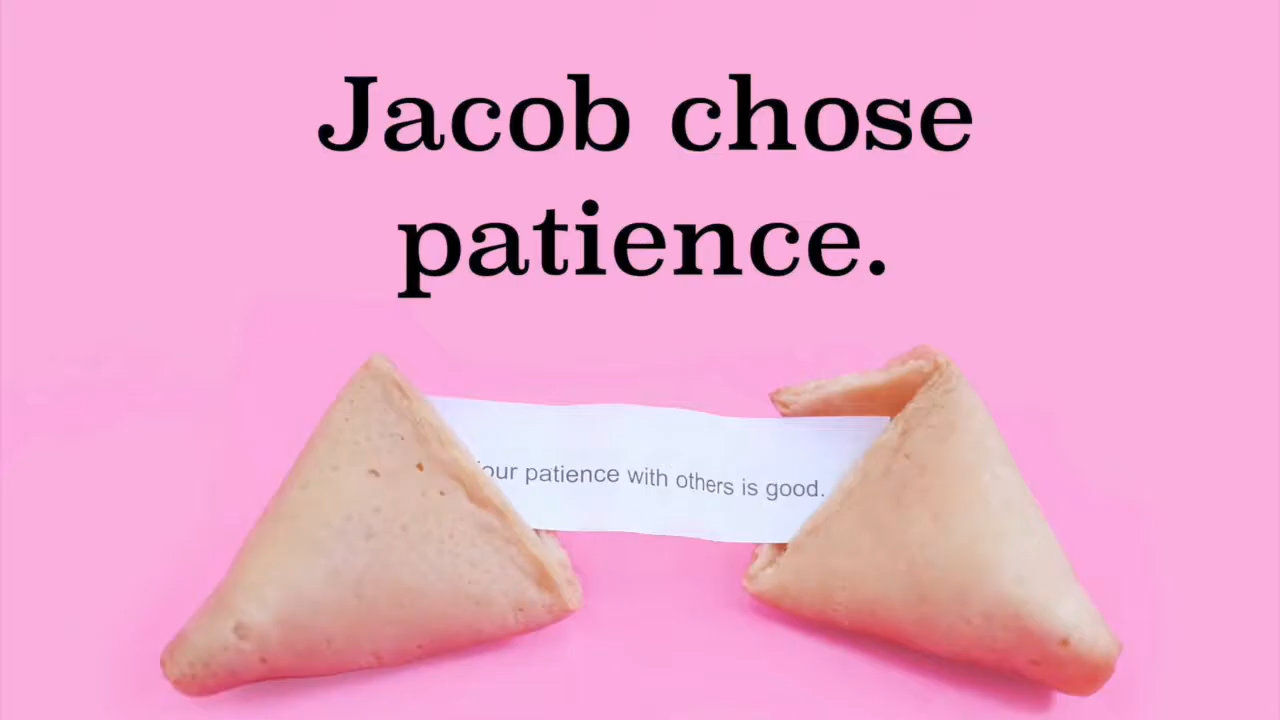 Jacob chose
patience.
our patience with others is good.